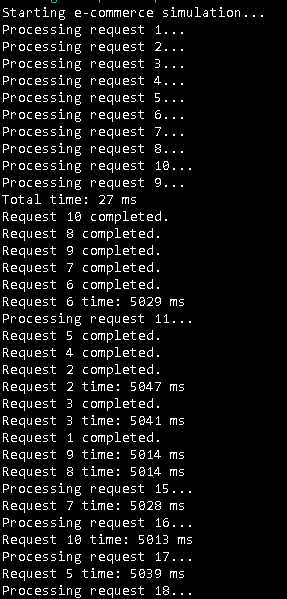 Starting e-commerce simulation...
Processing request 1...
Processing request 2...
Processing request 3...
Processing request 4...
Processing request 5...
Processing request 6...
Processing request 7...
Processing request 8...
Processing request 10...
Processing request 9...
Total time: 27 ms
Request 10 completed.
Request 8 completed.
Request 9 completed.
Request 7 completed.
Request 6 completed.
Request 6 time: 5029 ms
Processing request 11...
Request 5 completed.
Request 4 completed.
Request 2 completed.
Request 2 time: 5047 ms
Request 3 completed.
Request 3 time: 5041 ms
Request 1 completed.
Request 9 time: 5014 ms
Request 8 time: 5014 ms
Processing request 15...
Request 7 time: 5028 ms
Processing request 16...
Request 10 time: 5013 ms
Processing request 17...
Request 5 time: 5039 ms
Processing request 18...